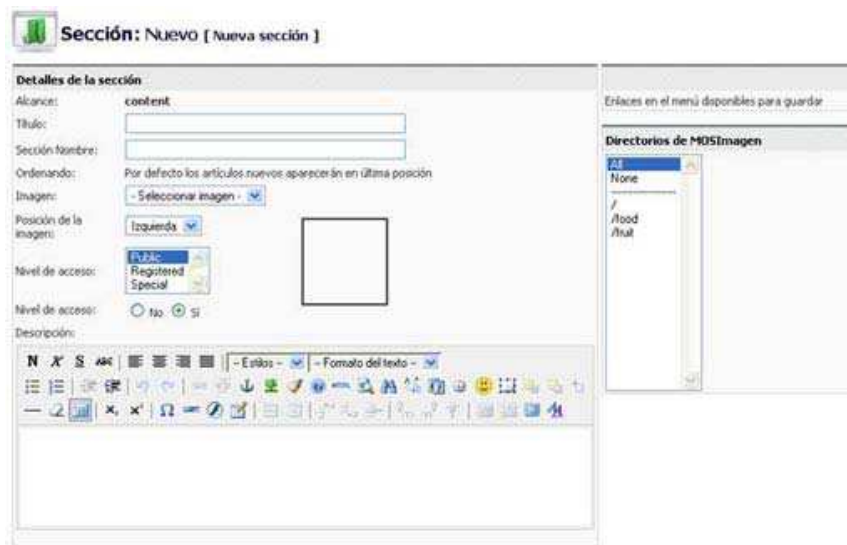 Sección: Nuevo [ Nueva sección ]
Detalles de la sección
Alcance: content
Título:
Sección Nombre:
Ordenando: Por defecto los artículos nuevos aparecerán en última posición
Imagen: - Seleccionar imagen -
Posición de la imagen: Izquierda
Nivel de acceso: Public
Registered
Special
Nivel de acceso: No Sí
Descripción:
N K S ABC - Estilos - - Formato del texto -
Enlaces en el menú disponibles para guardar
Directorios de MOSImagen
All
None
/
/food
/fruit